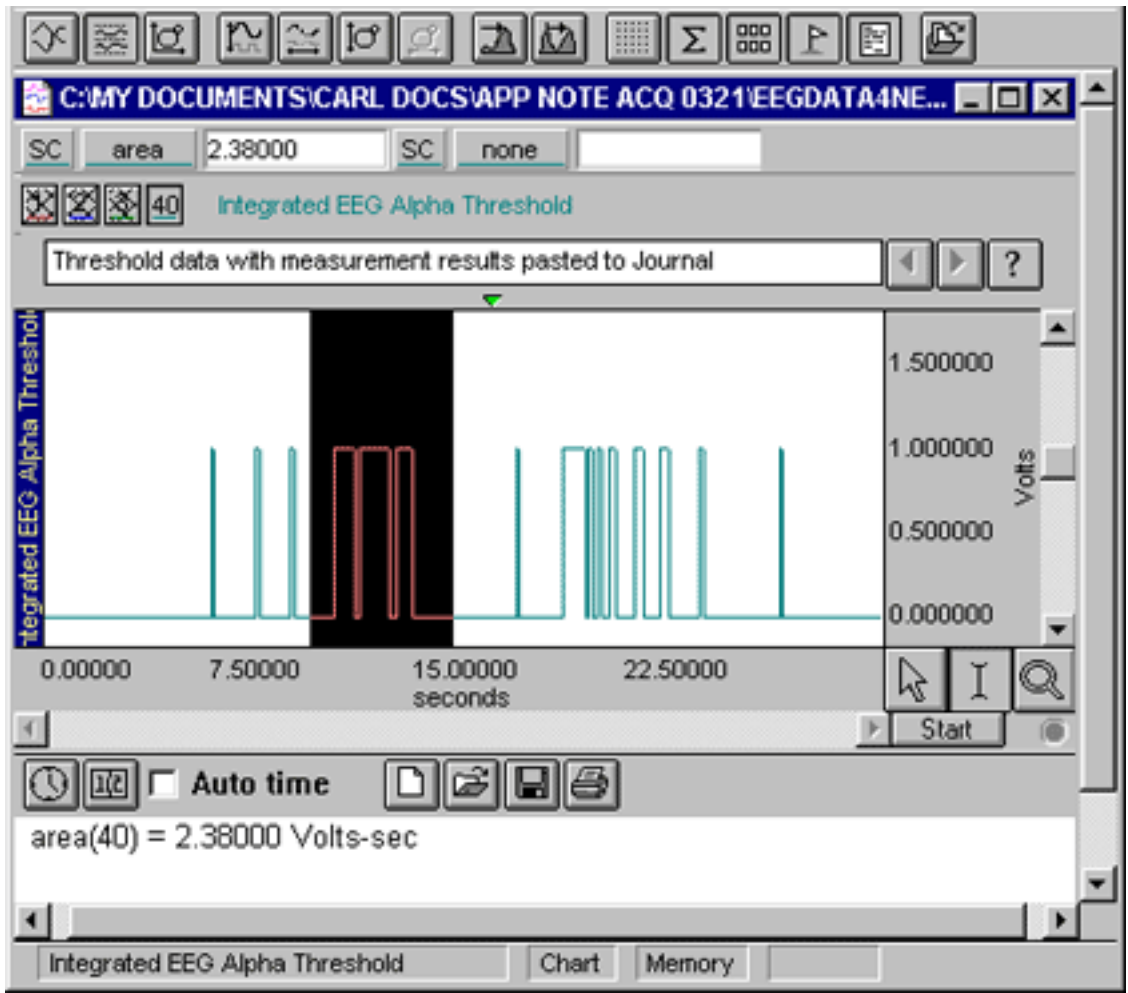 Σ
C:\MY DOCUMENTS\CARL DOCS\APP NOTE ACQ 0321\EEGDATA4NE...
SC area 2.38000 SC none
40 Integrated EEG Alpha Threshold
Threshold data with measurement results pasted to Journal
?
ntegrated EEG Alpha Threshol
1.500000
1.000000
0.500000
0.000000
Volts
0.00000 7.50000 15.00000 22.50000
seconds
Start
Auto time
area(40) = 2.38000 Volts-sec
Integrated EEG Alpha Threshold Chart Memory